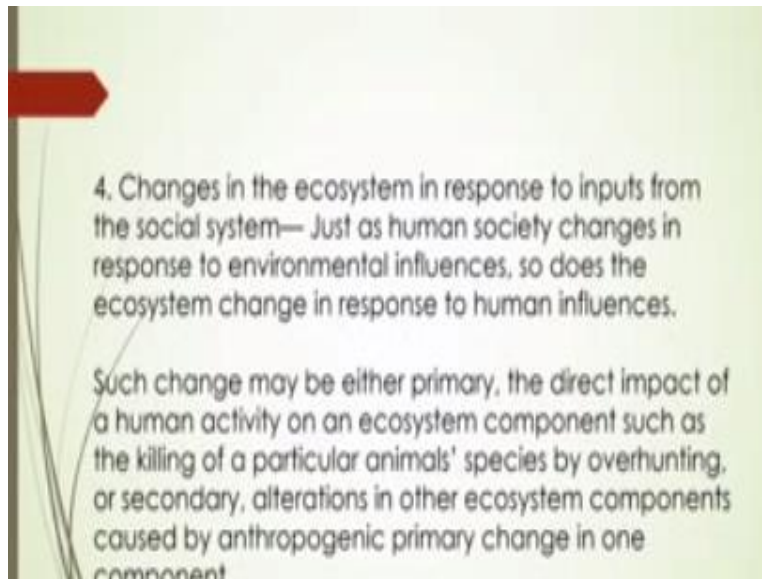 4. Changes in the ecosystem in response to inputs from
the social system— Just as human society changes in
response to environmental influences, so does the
ecosystem change in response to human influences.
Such change may be either primary, the direct impact of
a human activity on an ecosystem component such as
the killing of a particular animals' species by overhunting,
or secondary, alterations in other ecosystem components
caused by anthropogenic primary change in one
component